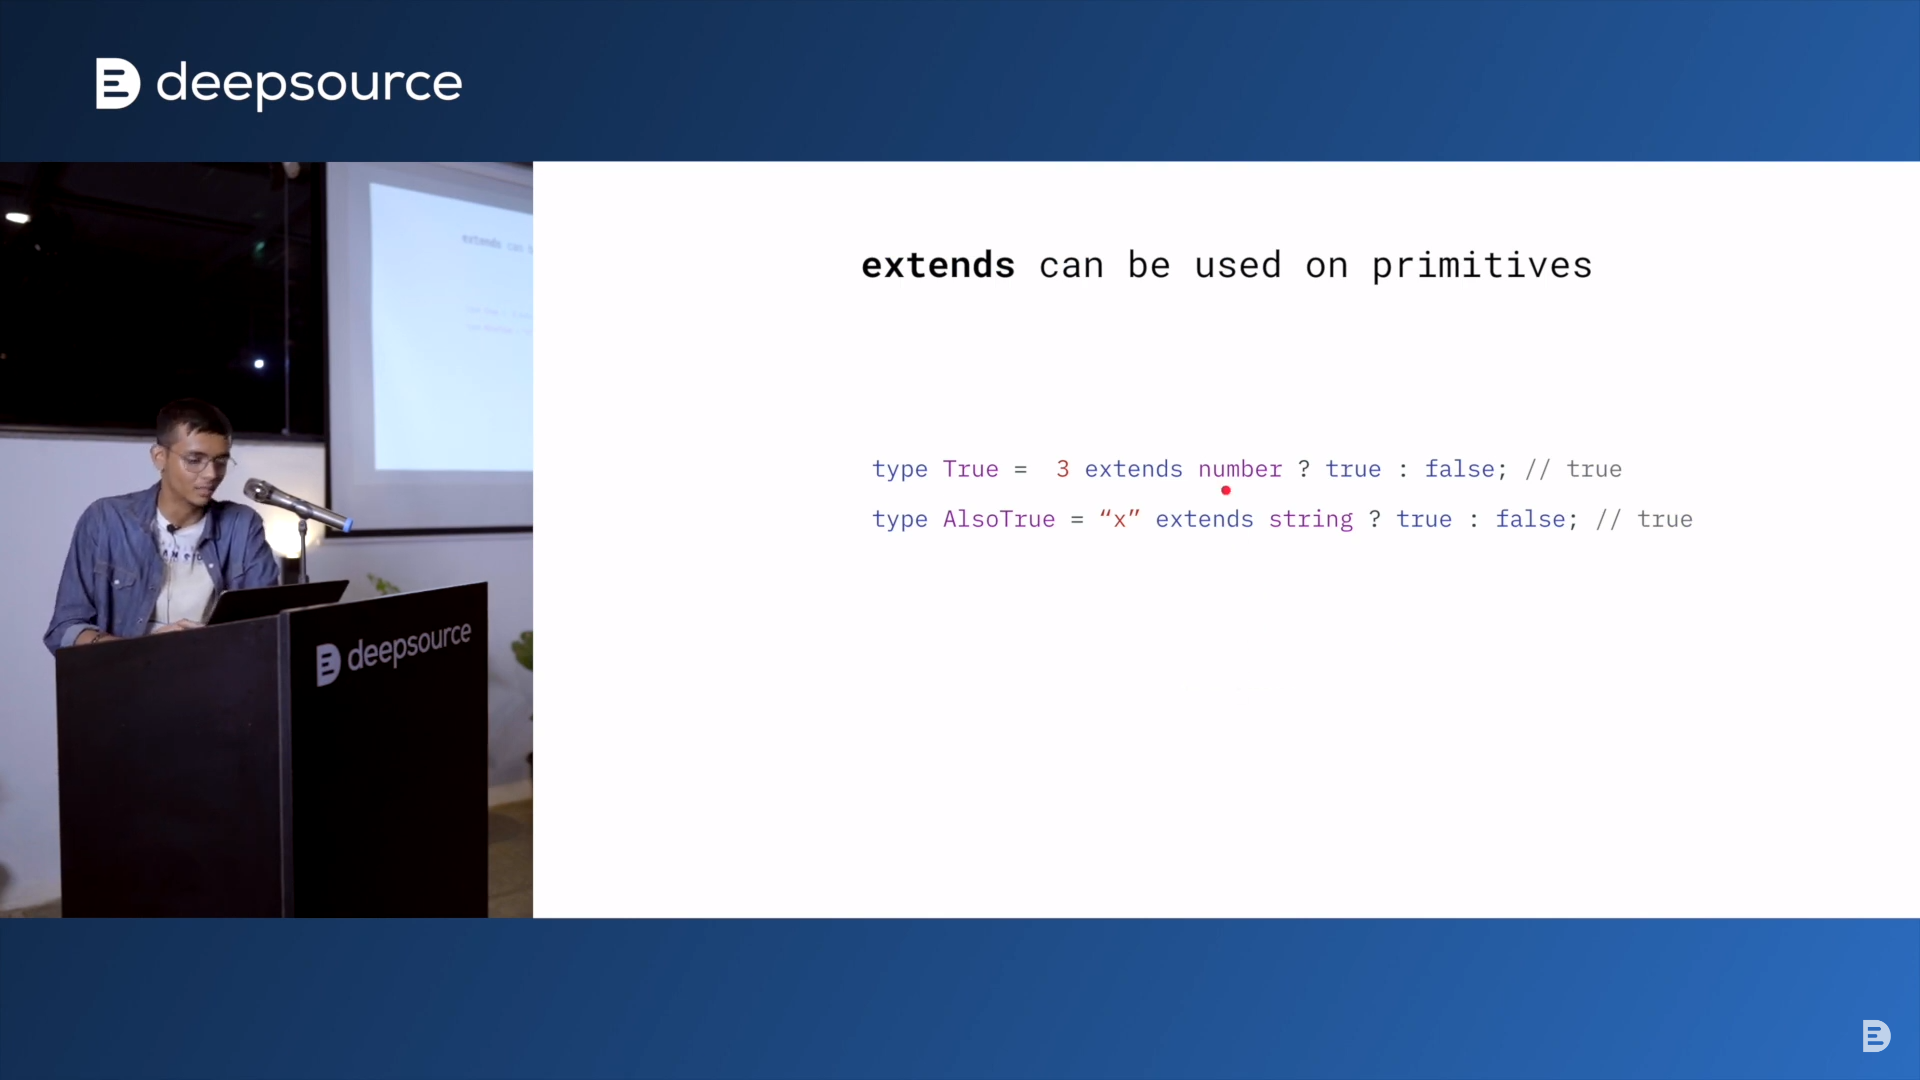 deepsource
extends can be used on primitives
type True =  3 extends number ? true : false; // true
type AlsoTrue = “x” extends string ? true : false; // true
deepsource